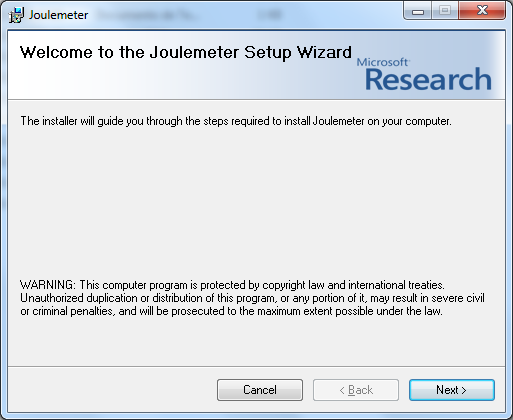 Joulemeter
Welcome to the Joulemeter Setup Wizard
Microsoft
Research
The installer will guide you through the steps required to install Joulemeter on your computer.
WARNING: This computer program is protected by copyright law and international treaties.
Unauthorized duplication or distribution of this program, or any portion of it, may result in severe civil
or criminal penalties, and will be prosecuted to the maximum extent possible under the law.
Cancel
< Back
Next >